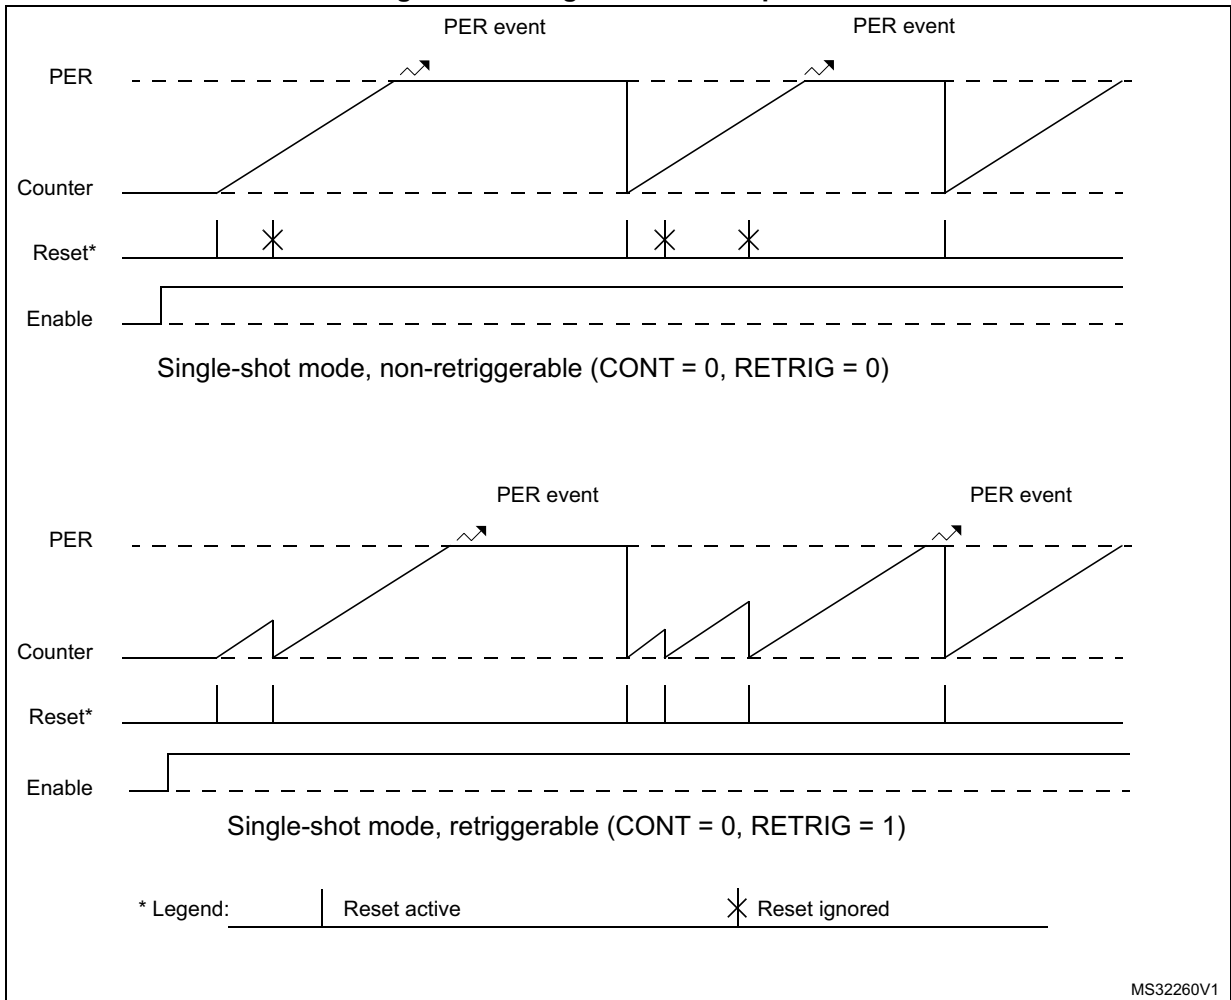 PER event PER event
PER
Counter
Reset*
Enable
Single-shot mode, non-retriggerable (CONT = 0, RETRIG = 0)
PER event PER event
PER
Counter
Reset*
Enable
Single-shot mode, retriggerable (CONT = 0, RETRIG = 1)
* Legend: Reset active Reset ignored
MS32260V1